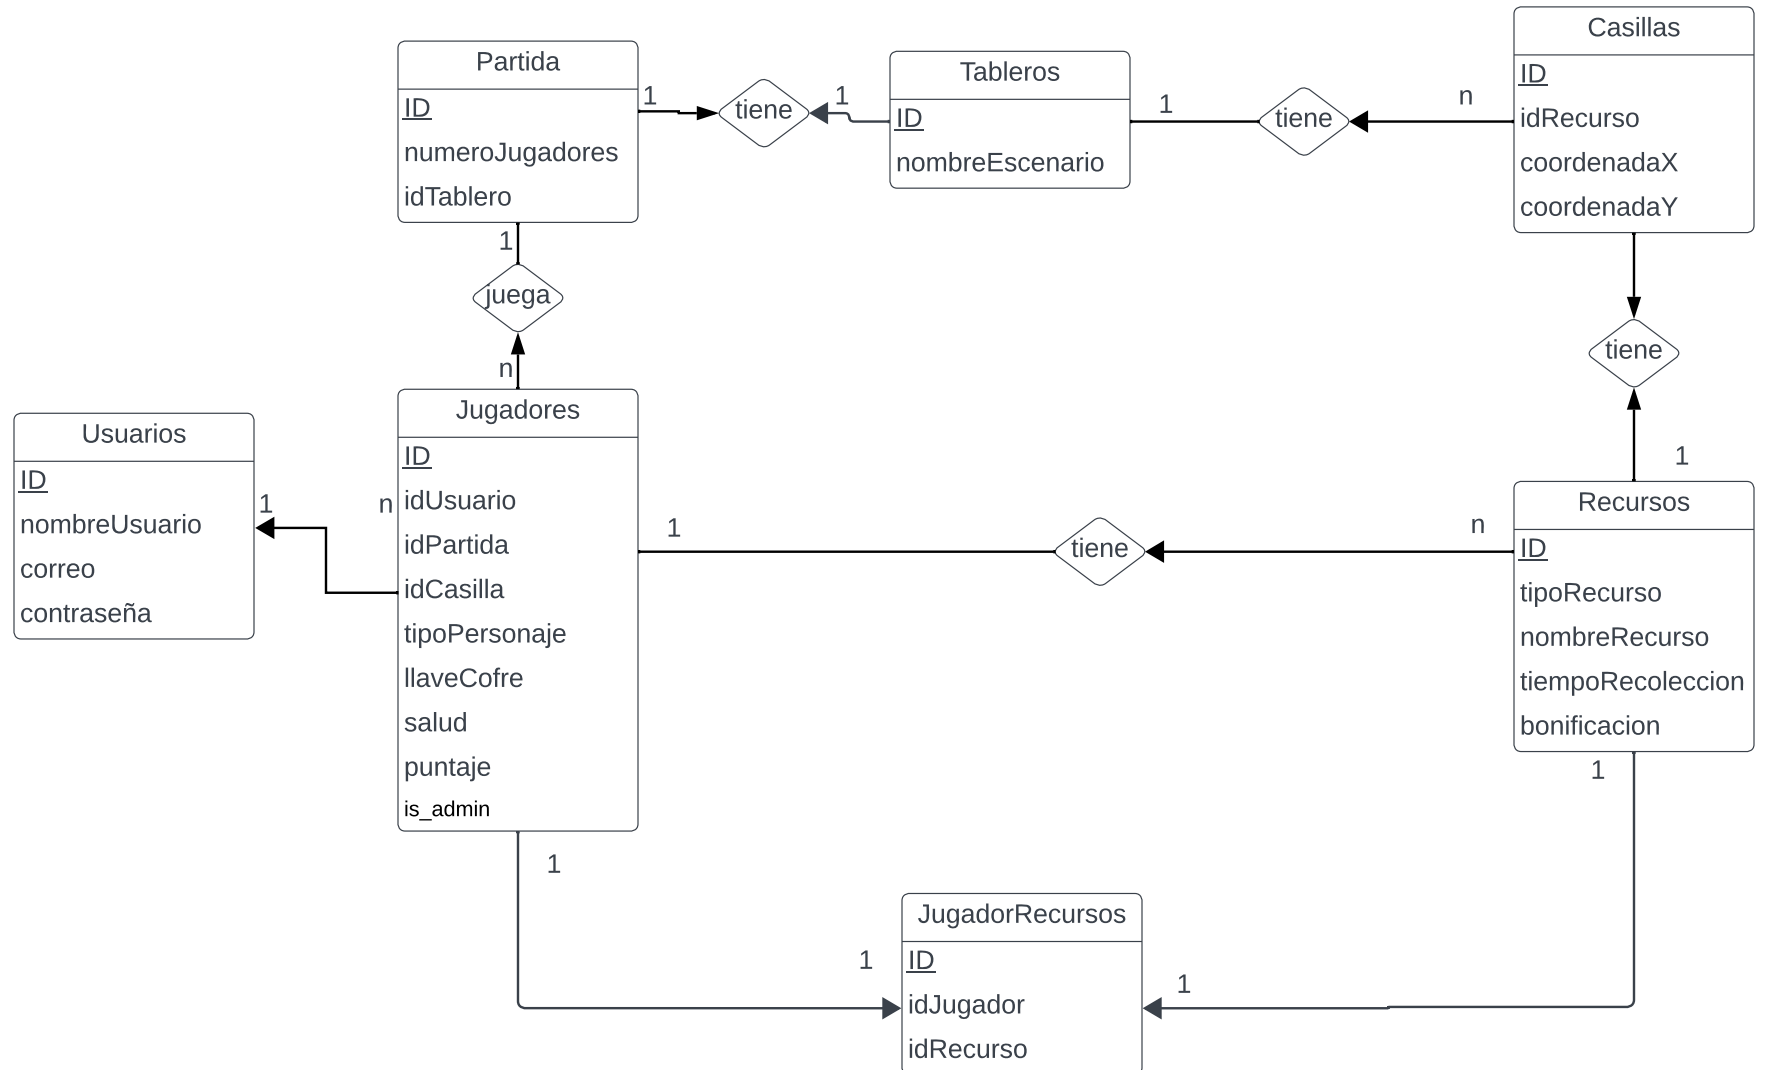 Partida
ID
numeroJugadores
idTablero
1
tiene
1
Tableros
ID
nombreEscenario
1
tiene
n
Casillas
ID
idRecurso
coordenadaX
coordenadaY
1
juega
n
tiene
1
Usuarios
ID
nombreUsuario
correo
contraseña
1
n
Jugadores
ID
idUsuario
idPartida
idCasilla
tipoPersonaje
llaveCofre
salud
puntaje
is_admin
1
tiene
n
Recursos
ID
tipoRecurso
nombreRecurso
tiempoRecoleccion
bonificacion
1
1
1
JugadorRecursos
ID
idJugador
idRecurso
1